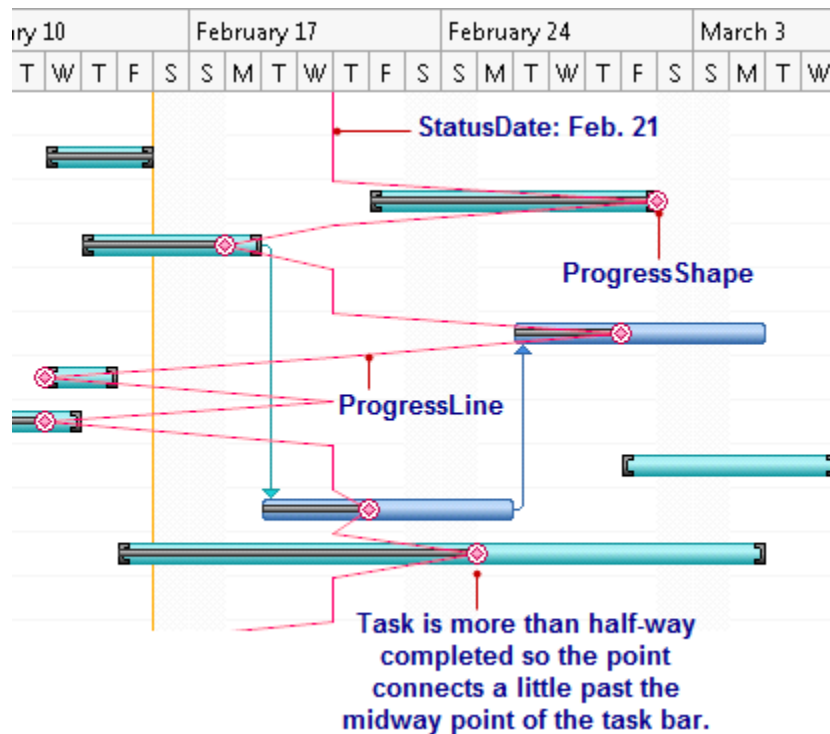 ry 10 February 17 February 24 March 3
T W T F S S M T W T F S S M T W T F S S M T W
StatusDate: Feb. 21
ProgressShape
ProgressLine
Task is more than half-way
completed so the point
connects a little past the
midway point of the task bar.